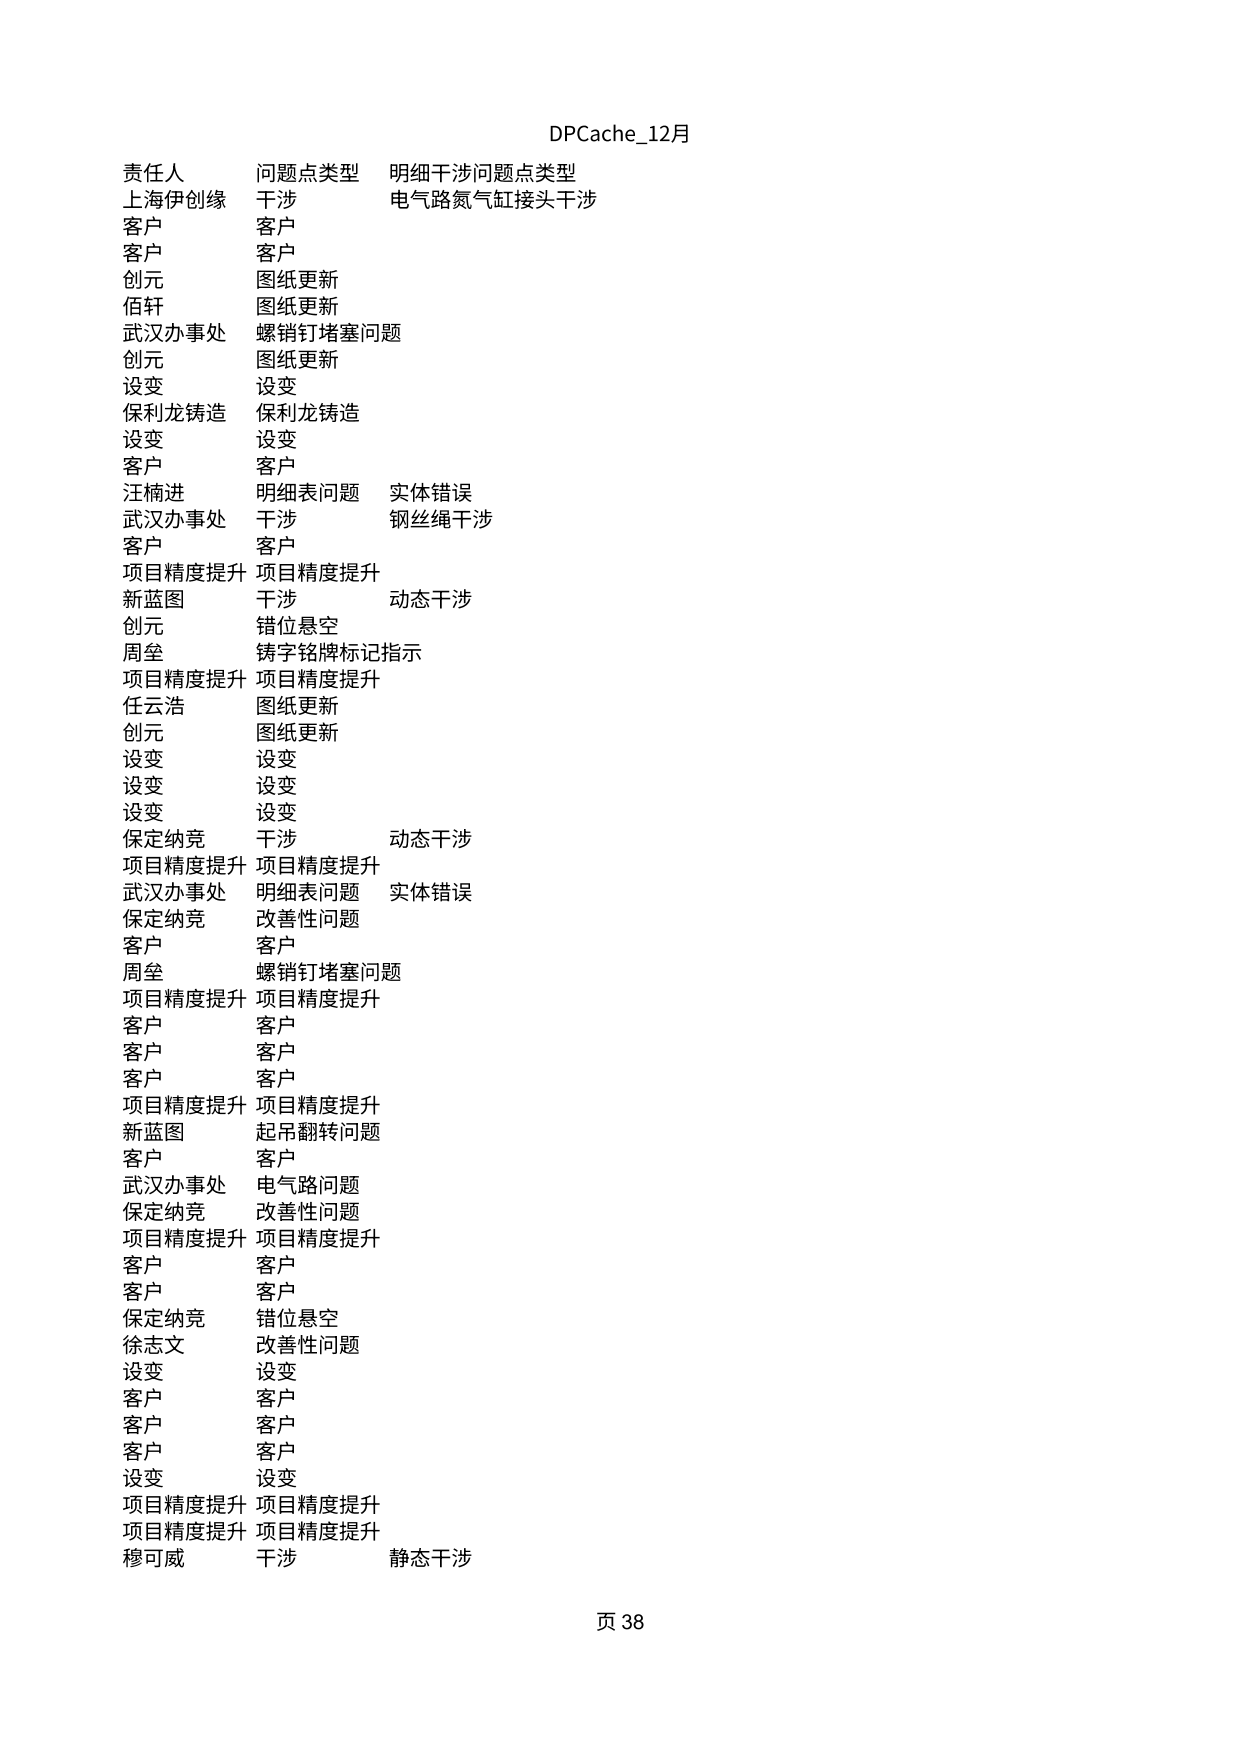 DPCache_12月
责任人 问题点类型 明细干涉问题点类型
上海伊创缘 干涉 电气路氮气缸接头干涉
客户 客户
客户 客户
创元 图纸更新
佰轩 图纸更新
武汉办事处 螺销钉堵塞问题
创元 图纸更新
设变 设变
保利龙铸造 保利龙铸造
设变 设变
客户 客户
汪楠进 明细表问题 实体错误
武汉办事处 干涉 钢丝绳干涉
客户 客户
项目精度提升 项目精度提升
新蓝图 干涉 动态干涉
创元 错位悬空
周垒 铸字铭牌标记指示
项目精度提升 项目精度提升
任云浩 图纸更新
创元 图纸更新
设变 设变
设变 设变
设变 设变
保定纳竞 干涉 动态干涉
项目精度提升 项目精度提升
武汉办事处 明细表问题 实体错误
保定纳竞 改善性问题
客户 客户
周垒 螺销钉堵塞问题
项目精度提升 项目精度提升
客户 客户
客户 客户
客户 客户
项目精度提升 项目精度提升
新蓝图 起吊翻转问题
客户 客户
武汉办事处 电气路问题
保定纳竞 改善性问题
项目精度提升 项目精度提升
客户 客户
客户 客户
保定纳竞 错位悬空
徐志文 改善性问题
设变 设变
客户 客户
客户 客户
客户 客户
设变 设变
项目精度提升 项目精度提升
项目精度提升 项目精度提升
穆可威 干涉 静态干涉
页 38